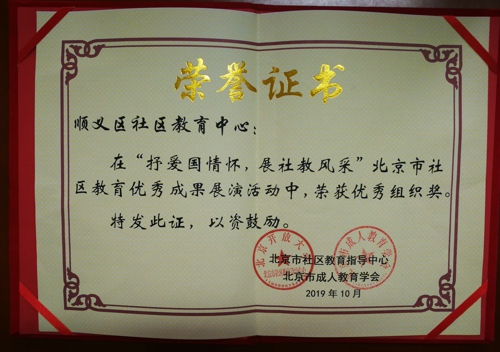 荣誉证书
顺义区社区教育中心：
在“抒爱国情怀，展社教风采”北京市社
区教育优秀成果展演活动中，荣获优秀组织奖。
特发此证，以资鼓励。
北京市社区教育指导中心
北京市成人教育学会
2019年10月